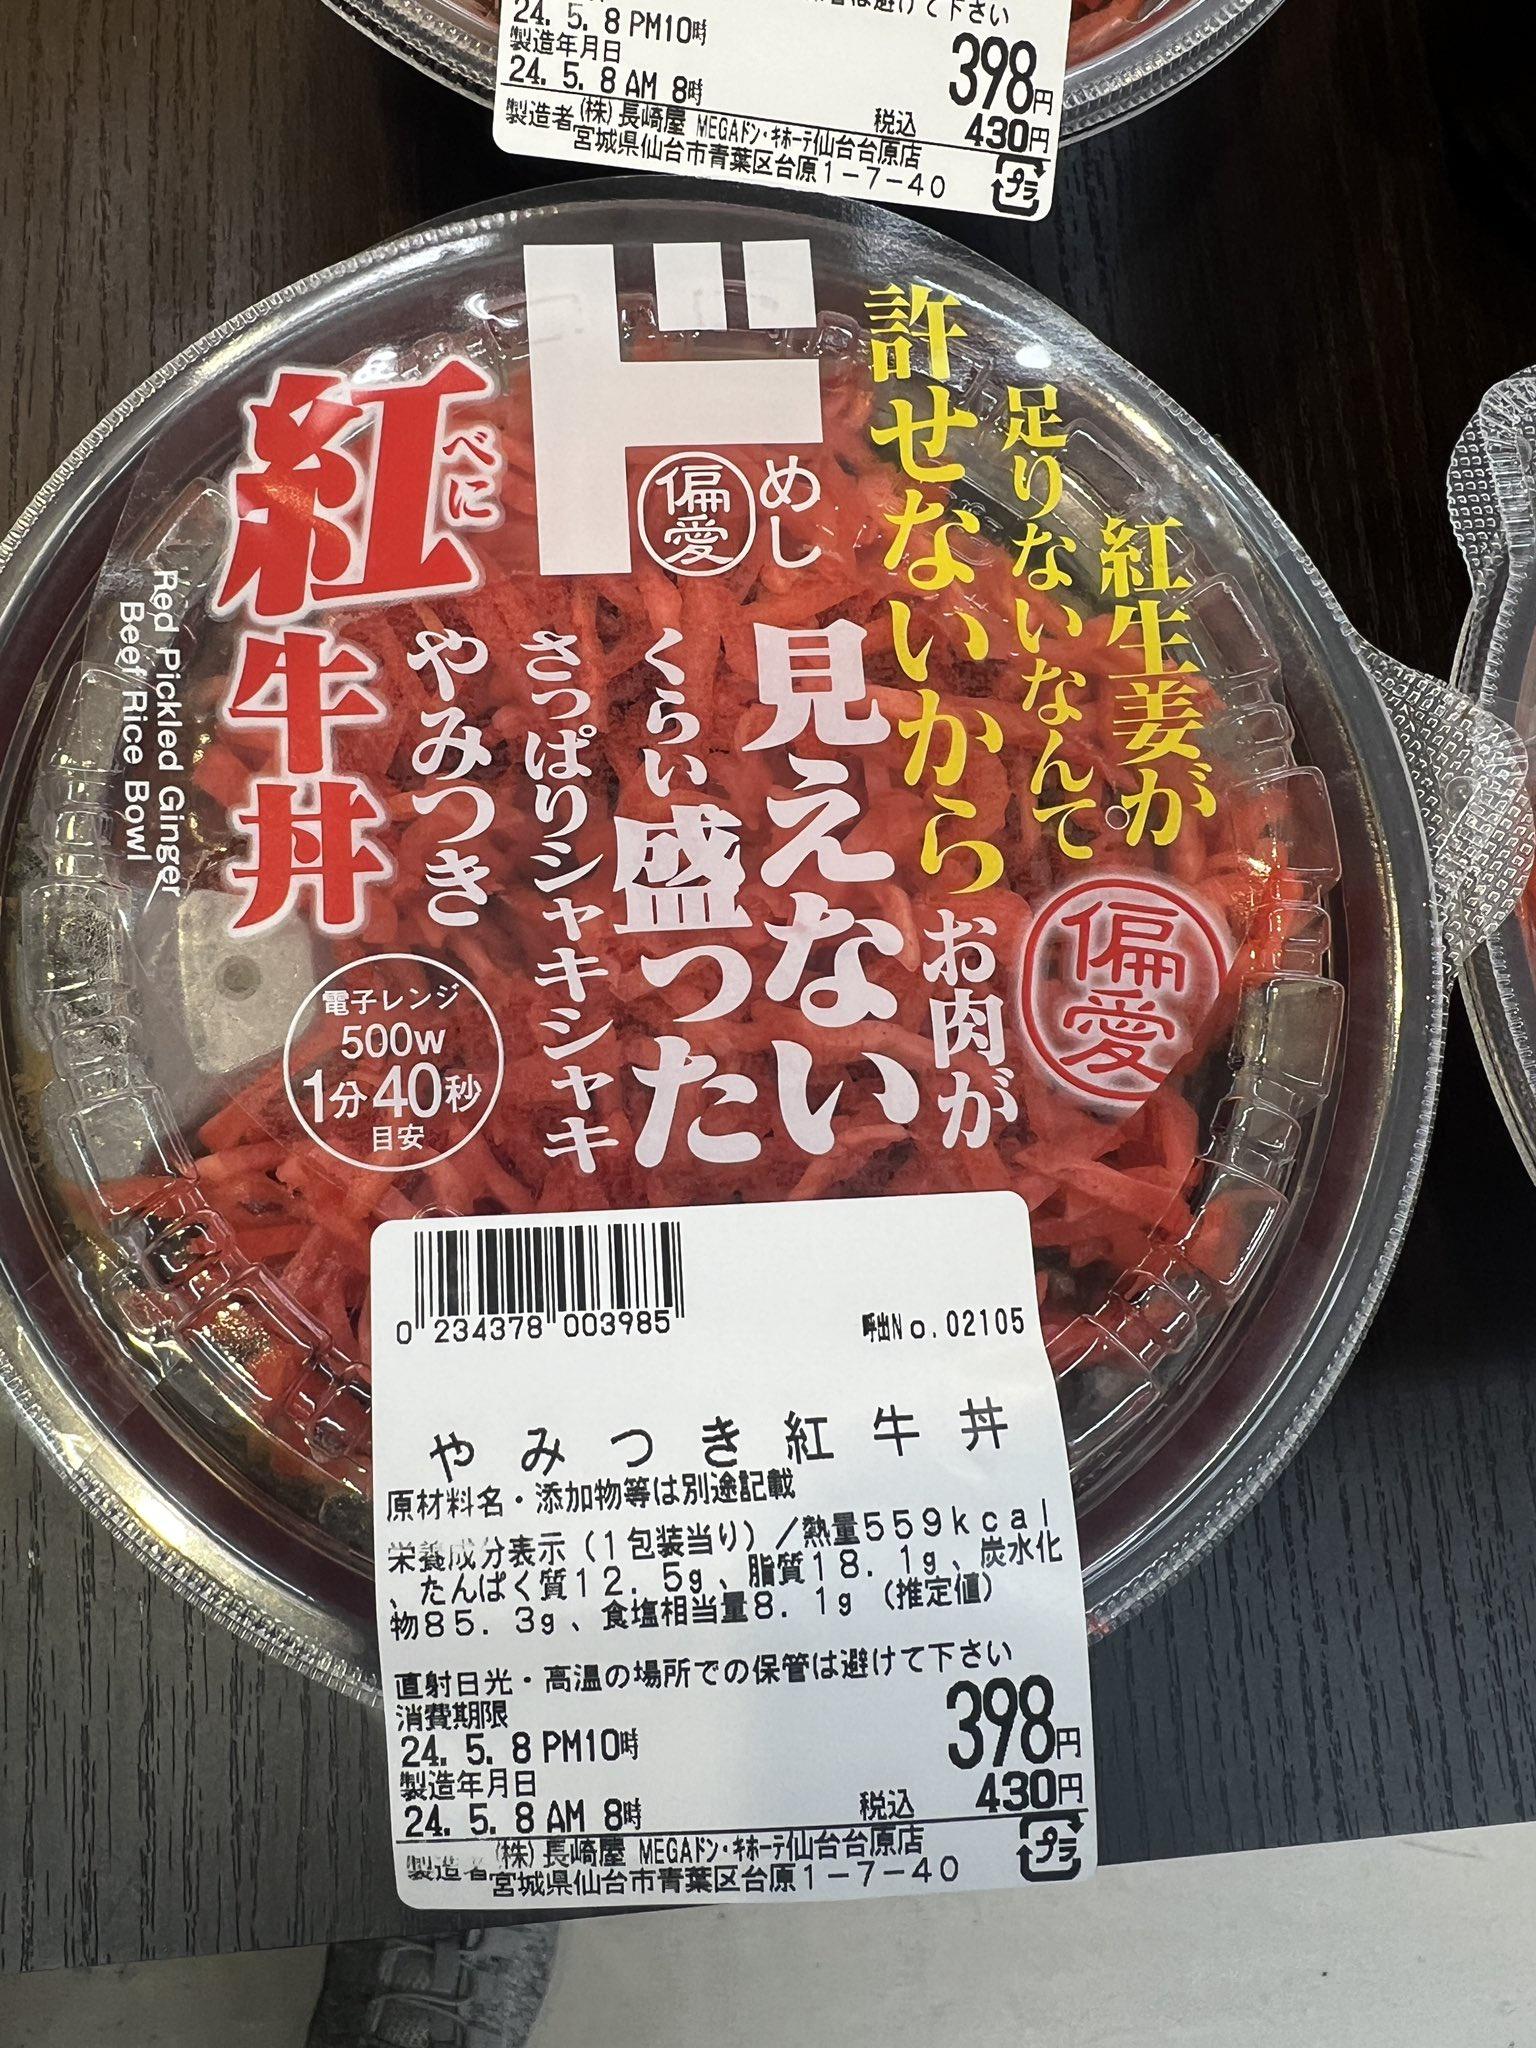 24. 5. 8 PM10時
製造年月日
24. 5. 8 AM 8時
398円
税込 430円
製造者(株)長崎屋 MEGAドン・キホーテ仙台台原店
宮城県仙台市青葉区台原1-7-40
プラ
ド
偏愛
めし
紅生姜が
足りないなんて
許せないから
お肉が
見えない
くらい盛った
さっぱりシャキシャキ
やみつき
紅牛丼
べに
Red Pickled Ginger
Beef Rice Bowl
偏愛
電子レンジ
500w
1分40秒
目安
0 234378 003985
呼出No.02105
やみつき紅牛丼
原材料名・添加物等は別途記載
栄養成分表示(1包装当り)/熱量559kcal
、たんぱく質12.5g、脂質18.1g、炭水化
物85.3g、食塩相当量8.1g(推定値)
直射日光・高温の場所での保管は避けて下さい
消費期限
24. 5. 8 PM10時
製造年月日
24. 5. 8 AM 8時
398円
税込 430円
製造者(株)長崎屋 MEGAドン・キホーテ仙台台原店
宮城県仙台市青葉区台原1-7-40
プラ